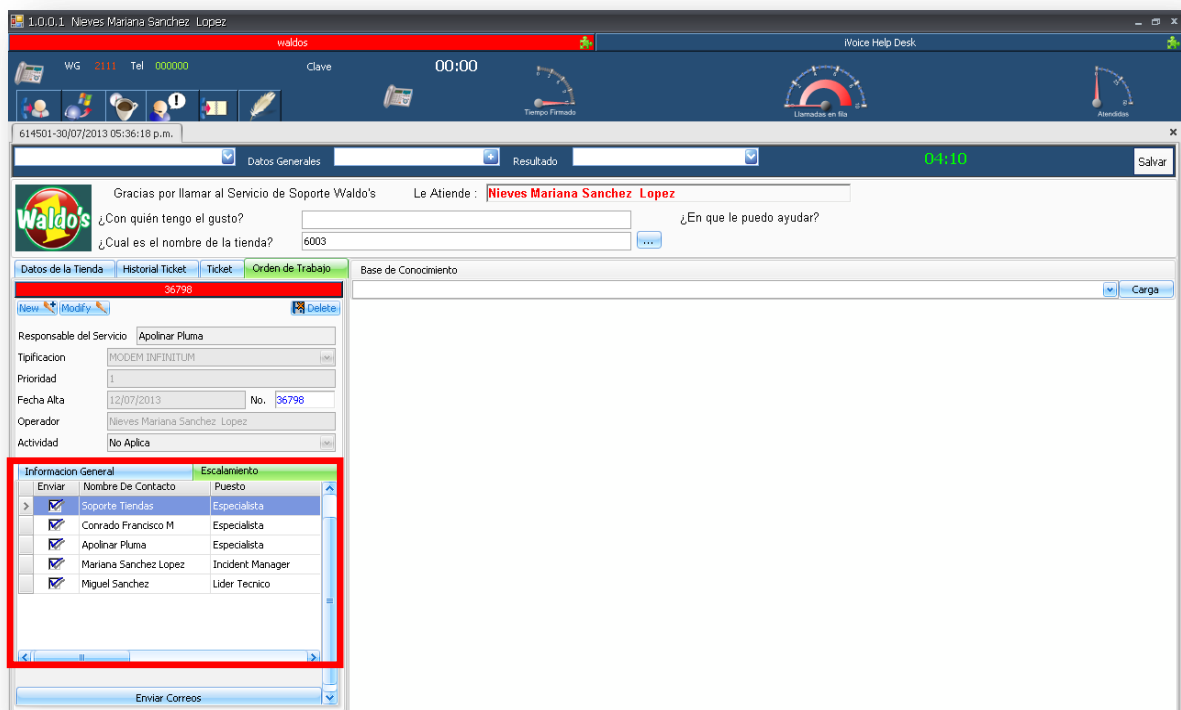 1.0.0.1 Nieves Mariana Sanchez Lopez
waldos iVoice Help Desk
WG 2111 Tel 000000 Clave 00:00
Tiempo Firmado Llamadas en fila Atendidas
614501-30/07/2013 05:36:18 p.m.
Datos Generales Resultado 04:10 Salvar
Gracias por llamar al Servicio de Soporte Waldo's Le Atiende : Nieves Mariana Sanchez Lopez
Waldo's
¿Con quién tengo el gusto? ¿En que le puedo ayudar?
¿Cual es el nombre de la tienda? 6003 ...
Datos de la Tienda Historial Ticket Ticket Orden de Trabajo Base de Conocimiento
36798 Carga
New Modify Delete
Responsable del Servicio Apolinar Pluma
Tipificacion MODEM INFINITUM
Prioridad 1
Fecha Alta 12/07/2013 No. 36798
Operador Nieves Mariana Sanchez Lopez
Actividad No Aplica
Informacion General Escalamiento
Enviar Nombre De Contacto Puesto
Soporte Tiendas Especialista
Conrado Francisco M Especialista
Apolinar Pluma Especialista
Mariana Sanchez Lopez Incident Manager
Miguel Sanchez Lider Tecnico
Enviar Correos